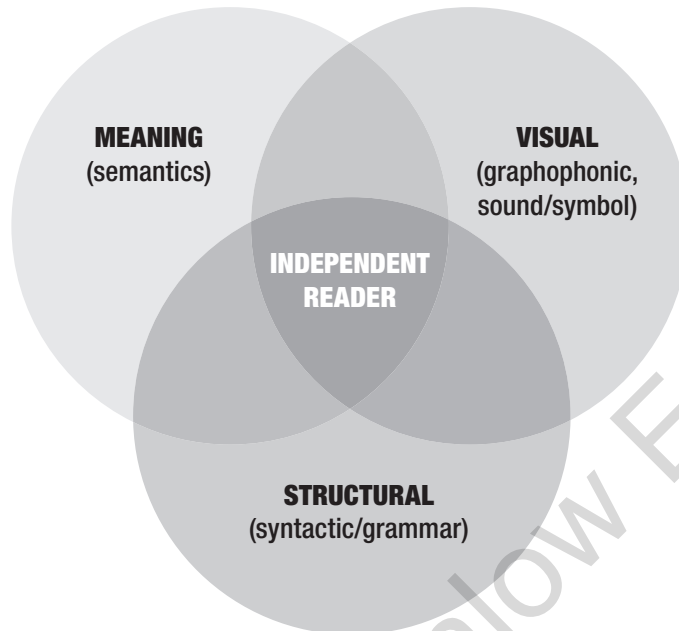 MEANING
(semantics)
VISUAL
(graphophonic,
sound/symbol)
INDEPENDENT
READER
STRUCTURAL
(syntactic/grammar)